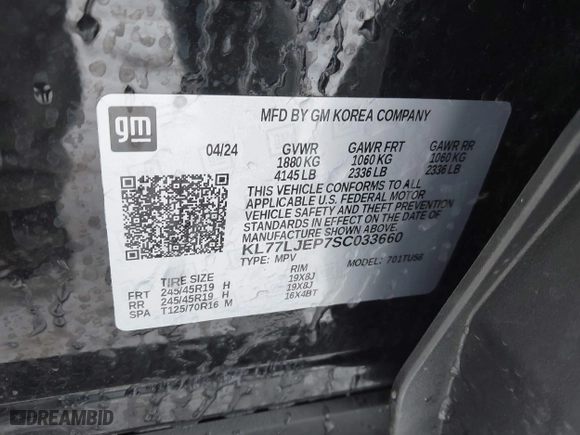 gm
MFD BY GM KOREA COMPANY
04/24 GVWR GAWR FRT GAWR RR
1880 KG 1060 KG 1060 KG
4145 LB 2336 LB 2336 LB
THIS VEHICLE CONFORMS TO ALL
APPLICABLE U.S. FEDERAL MOTOR
VEHICLE SAFETY AND THEFT PREVENTION
STANDARDS IN EFFECT ON THE DATE OF
MANUFACTURE SHOWN ABOVE.
KL77LJEP7SC033660
TYPE: MPV 701TUS8
TIRE SIZE RIM
FRT 245/45R19 H 19X8J
RR 245/45R19 H 19X8J
SPA T125/70R16 M 16X4BT
DREAMBID